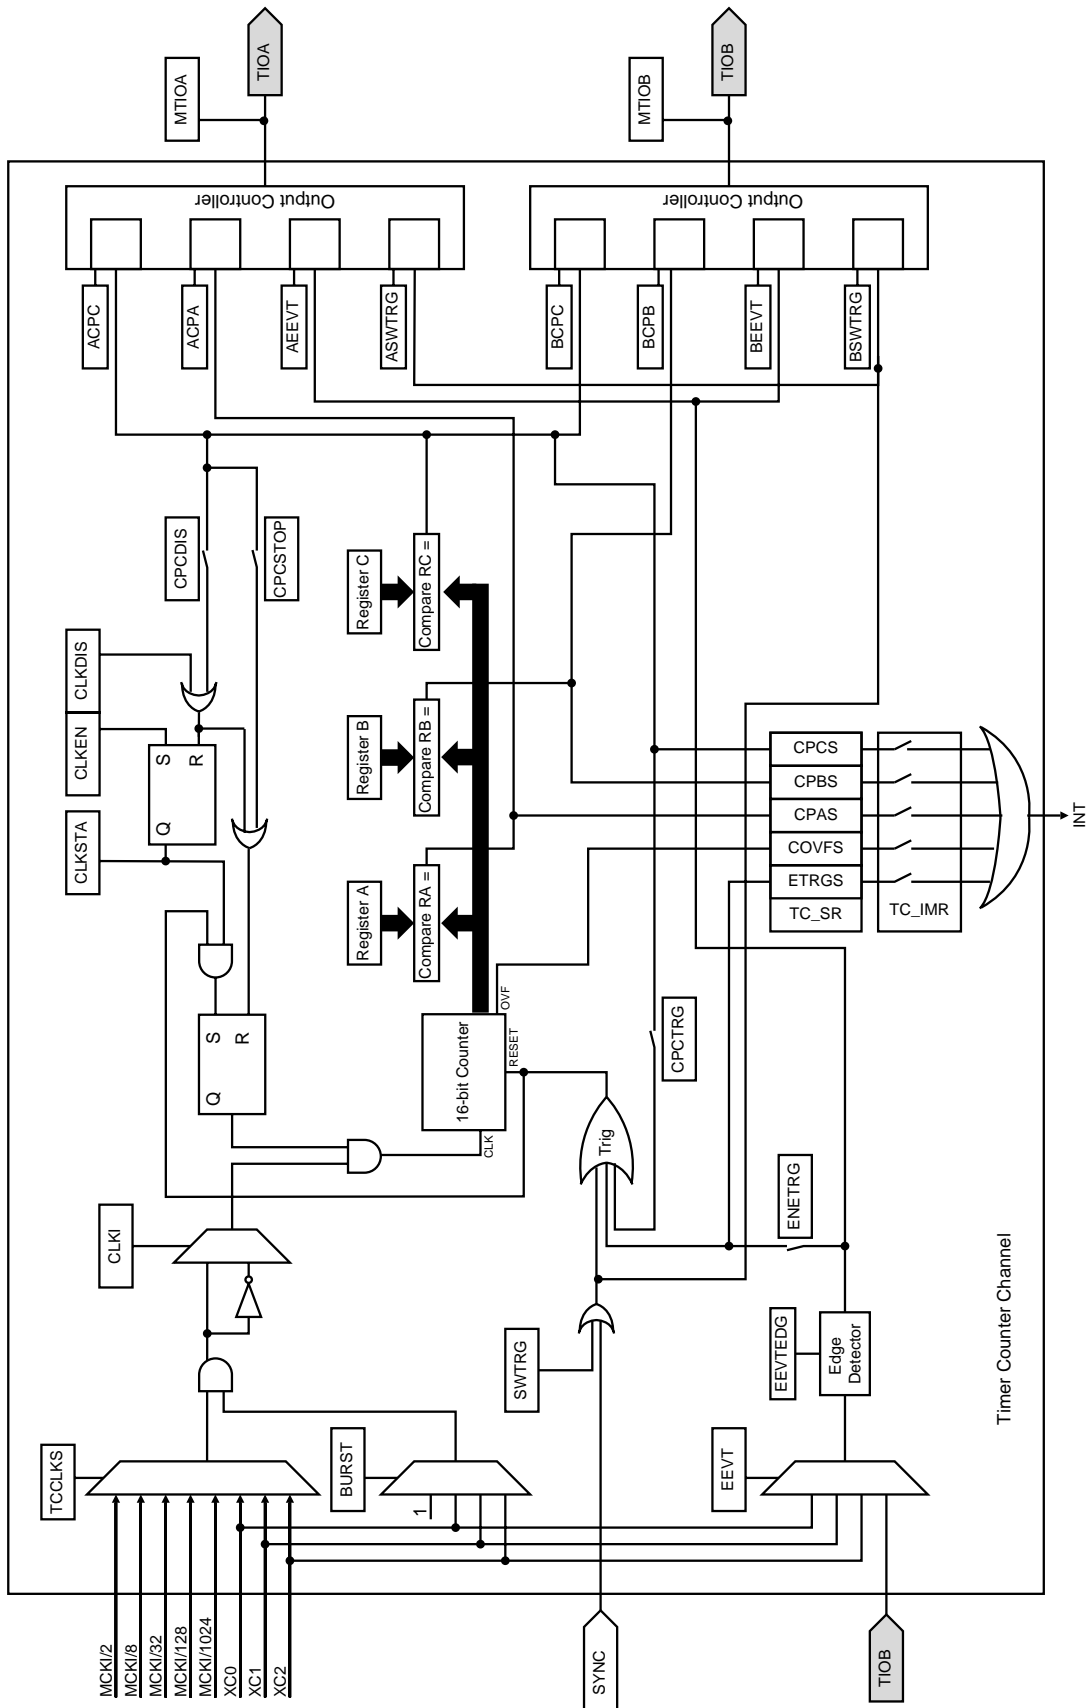 MCKI/2
MCKI/8
MCKI/32
MCKI/128
MCKI/1024
XC0
XC1
XC2
TCCLKS
BURST
1
CLKI
SYNC
SWTRG
TIOB
EEVT
EEVTEDG
Edge
Detector
ENETRG
Trig
CPCTRG
Q
S
R
CLKSTA
CLKEN
CLKDIS
Q
S
R
CPCDIS
CPCSTOP
16-bit Counter
CLK
RESET
OVF
Register A
Register B
Register C
Compare RA =
Compare RB =
Compare RC =
ETRGS
COVFS
CPAS
CPBS
CPCS
TC_SR
TC_IMR
INT
ACPC
ACPA
AEEVT
ASWTRG
Output Controller
MTIOA
TIOA
BCPC
BCPB
BEEVT
BSWTRG
Output Controller
MTIOB
TIOB
Timer Counter Channel